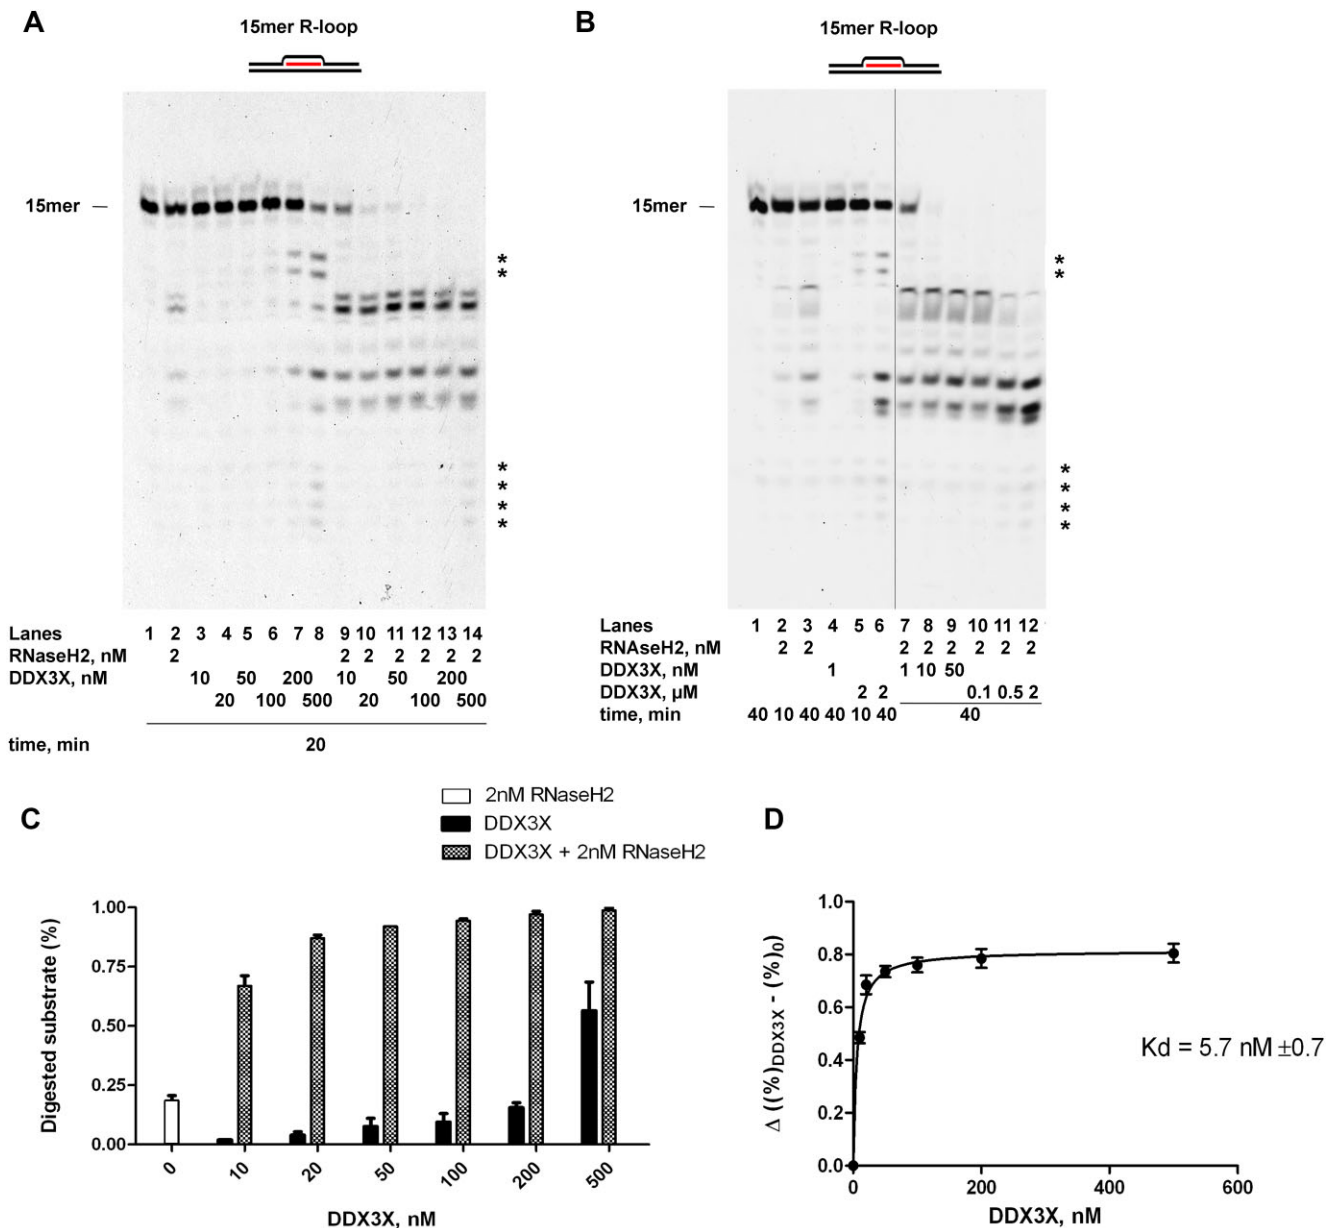 A
15mer R-loop
15mer
*
*
*
*
*
*
Lanes 1 2 3 4 5 6 7 8 9 10 11 12 13 14
RNaseH2, nM 2 2 2 2 2 2 2
DDX3X, nM 10 50 200 10 50 200
20 100 500 20 100 500
time, min 20
B
15mer R-loop
15mer
*
*
*
*
*
*
Lanes 1 2 3 4 5 6 7 8 9 10 11 12
RNAseH2, nM 2 2 2 2 2 2 2 2
DDX3X, nM 1 1 10 50
DDX3X, µM 2 2 0.1 0.5 2
time, min 40 10 40 40 10 40 40
C
2nM RNaseH2
DDX3X
DDX3X + 2nM RNaseH2
Digested substrate (%)
1.00
0.75
0.50
0.25
0.00
0 10 20 50 100 200 500
DDX3X, nM
D
Δ ((%)DDX3X - (%)0)
1.0
0.8
0.6
0.4
0.2
0.0
0 200 400 600
Kd = 5.7 nM ±0.7
DDX3X, nM